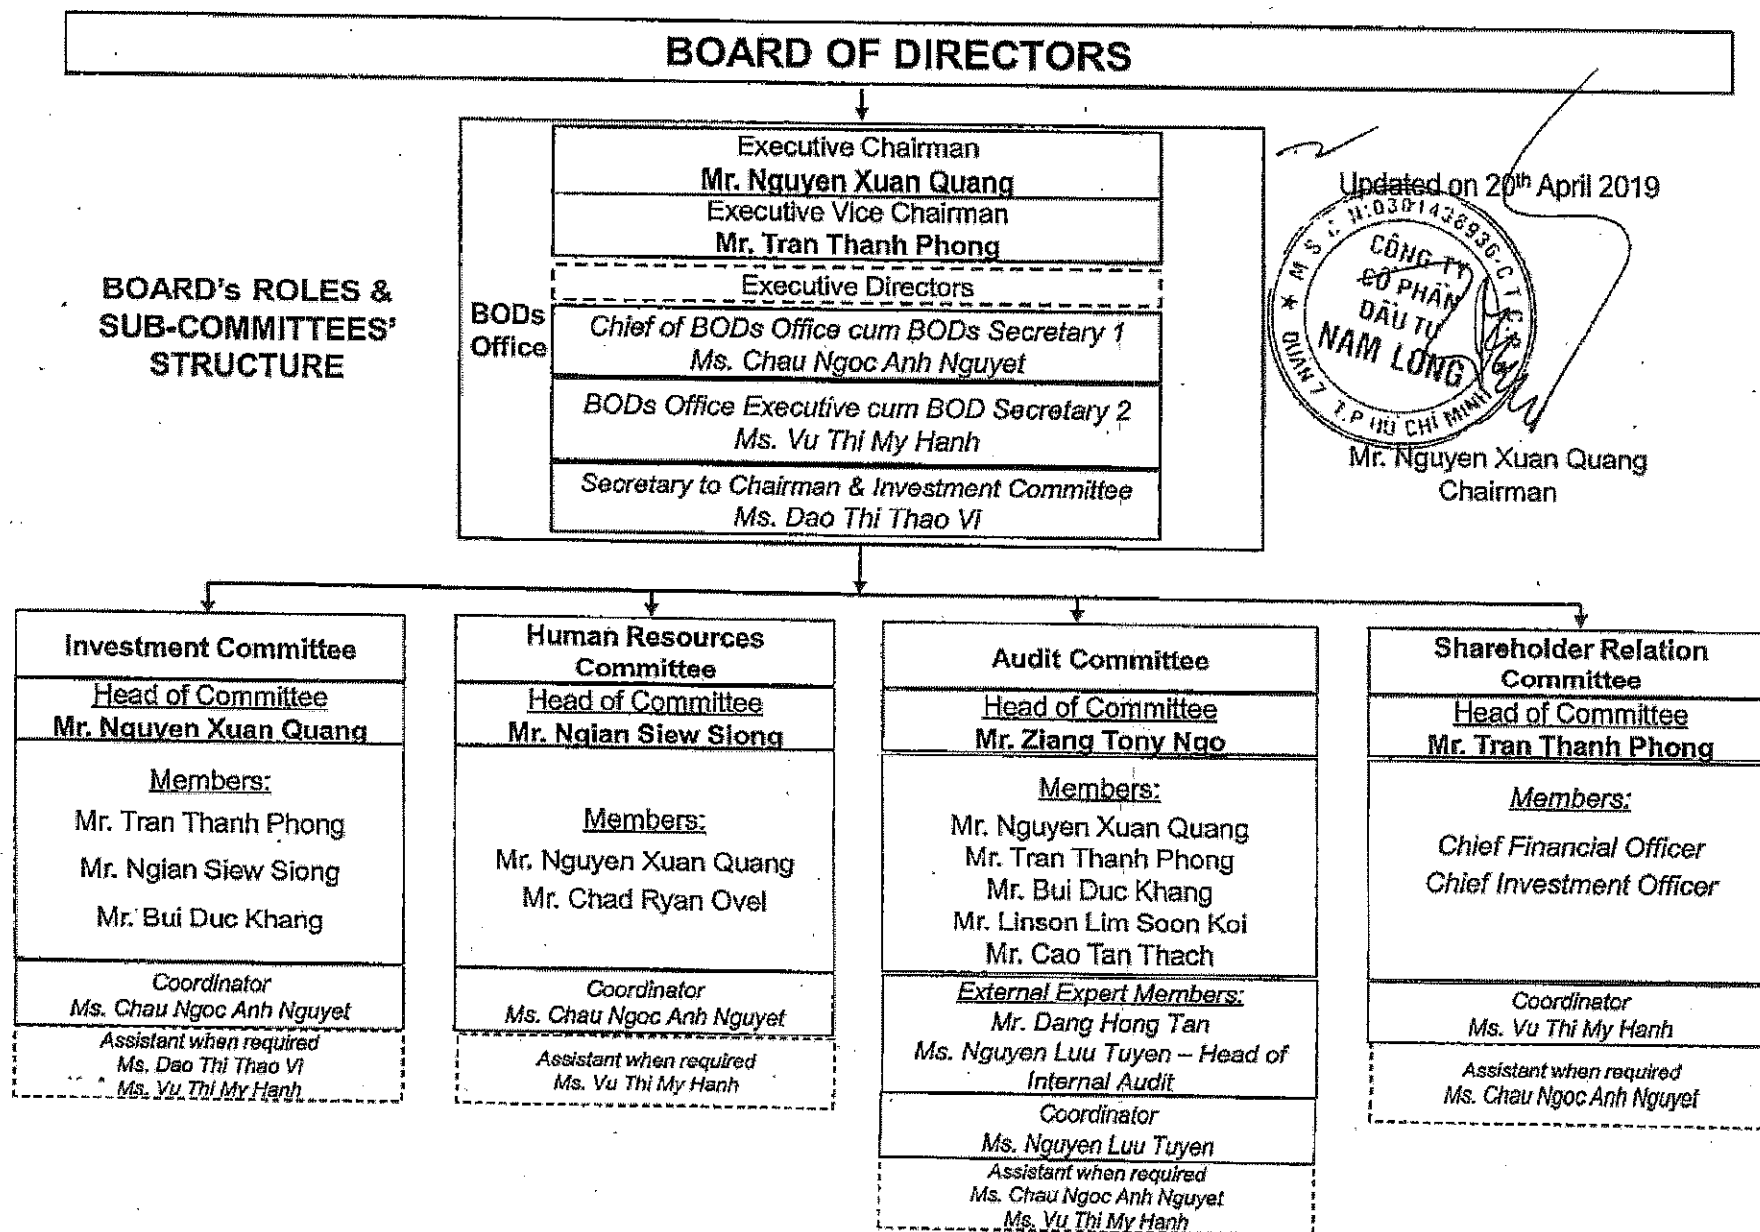 BOARD OF DIRECTORS
Executive Chairman
Mr. Nguyen Xuan Quang
Executive Vice Chairman
Mr. Tran Thanh Phong
Executive Directors
BODs
Office
Chief of BODs Office cum BODs Secretary 1
Ms. Chau Ngoc Anh Nguyet
BODs Office Executive cum BOD Secretary 2
Ms. Vu Thi My Hanh
Secretary to Chairman & Investment Committee
Ms. Dao Thi Thao Vi
BOARD's ROLES &
SUB-COMMITTEES'
STRUCTURE
Updated on 20th April 2019
M.S.C.N:0301438936-C.T.C.P
CÔNG TY
CỔ PHẦN
ĐẦU TƯ
NAM LONG
QUẬN 7 T.P HỒ CHÍ MINH
Mr. Nguyen Xuan Quang
Chairman
Investment Committee
Head of Committee
Mr. Nguyen Xuan Quang
Members:
Mr. Tran Thanh Phong
Mr. Ngian Siew Siong
Mr. Bui Duc Khang
Coordinator
Ms. Chau Ngoc Anh Nguyet
Assistant when required
Ms. Dao Thi Thao Vi
Ms. Vu Thi My Hanh
Human Resources
Committee
Head of Committee
Mr. Ngian Siew Siong
Members:
Mr. Nguyen Xuan Quang
Mr. Chad Ryan Ovel
Coordinator
Ms. Chau Ngoc Anh Nguyet
Assistant when required
Ms. Vu Thi My Hanh
Audit Committee
Head of Committee
Mr. Ziang Tony Ngo
Members:
Mr. Nguyen Xuan Quang
Mr. Tran Thanh Phong
Mr. Bui Duc Khang
Mr. Linson Lim Soon Koi
Mr. Cao Tan Thach
External Expert Members:
Mr. Dang Hong Tan
Ms. Nguyen Luu Tuyen – Head of
Internal Audit
Coordinator
Ms. Nguyen Luu Tuyen
Assistant when required
Ms. Chau Ngoc Anh Nguyet
Ms. Vu Thi My Hanh
Shareholder Relation
Committee
Head of Committee
Mr. Tran Thanh Phong
Members:
Chief Financial Officer
Chief Investment Officer
Coordinator
Ms. Vu Thi My Hanh
Assistant when required
Ms. Chau Ngoc Anh Nguyet